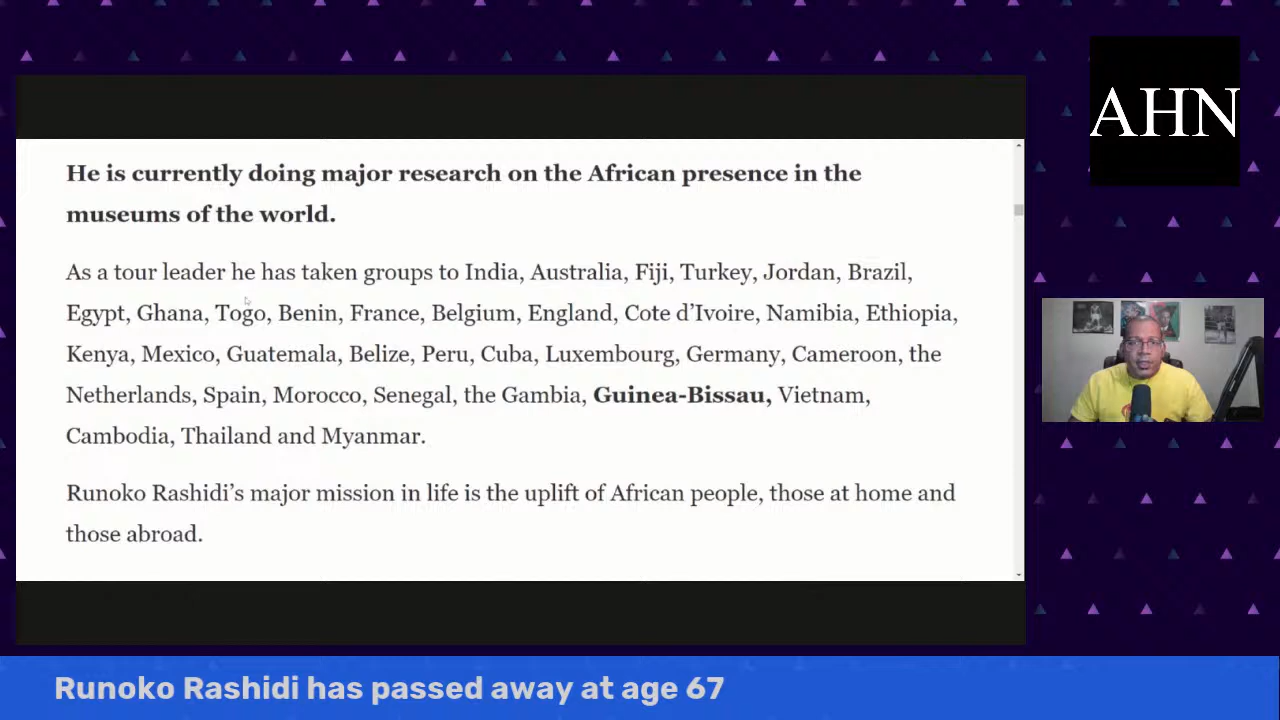 AHN
He is currently doing major research on the African presence in the
museums of the world.
As a tour leader he has taken groups to India, Australia, Fiji, Turkey, Jordan, Brazil,
Egypt, Ghana, Togo, Benin, France, Belgium, England, Cote d’Ivoire, Namibia, Ethiopia,
Kenya, Mexico, Guatemala, Belize, Peru, Cuba, Luxembourg, Germany, Cameroon, the
Netherlands, Spain, Morocco, Senegal, the Gambia, Guinea-Bissau, Vietnam,
Cambodia, Thailand and Myanmar.
Runoko Rashidi’s major mission in life is the uplift of African people, those at home and
those abroad.
Runoko Rashidi has passed away at age 67